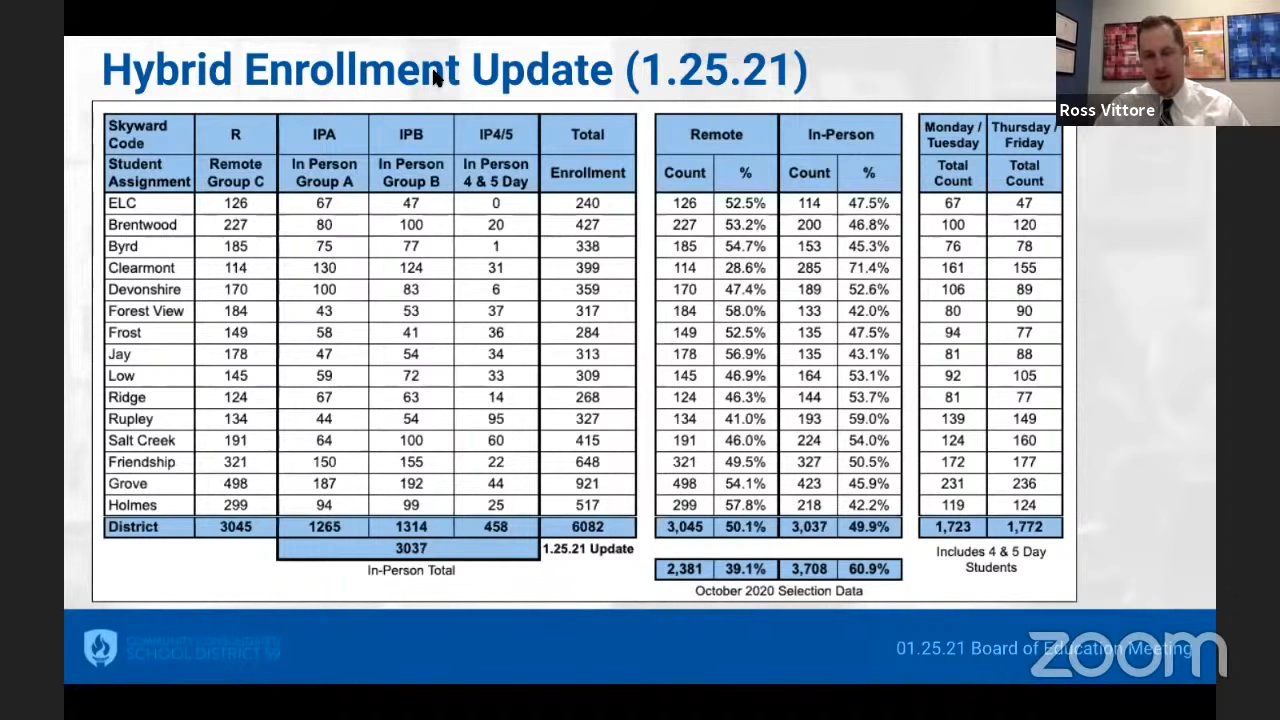 Hybrid Enrollment Update (1.25.21)
Ross Vittore
Skyward Code R IPA IPB IP4/5 Total Remote In-Person Monday / Tuesday Thursday / Friday
Student Assignment Remote Group C In Person Group A In Person Group B In Person 4 & 5 Day Enrollment Count % Count % Total Count Total Count
ELC 126 67 47 0 240 126 52.5% 114 47.5% 67 47
Brentwood 227 80 100 20 427 227 53.2% 200 46.8% 100 120
Byrd 185 75 77 1 338 185 54.7% 153 45.3% 76 78
Clearmont 114 130 124 31 399 114 28.6% 285 71.4% 161 155
Devonshire 170 100 83 6 359 170 47.4% 189 52.6% 106 89
Forest View 184 43 53 37 317 184 58.0% 133 42.0% 80 90
Frost 149 58 41 36 284 149 52.5% 135 47.5% 94 77
Jay 178 47 54 34 313 178 56.9% 135 43.1% 81 88
Low 145 59 72 33 309 145 46.9% 164 53.1% 92 105
Ridge 124 67 63 14 268 124 46.3% 144 53.7% 81 77
Rupley 134 44 54 95 327 134 41.0% 193 59.0% 139 149
Salt Creek 191 64 100 60 415 191 46.0% 224 54.0% 124 160
Friendship 321 150 155 22 648 321 49.5% 327 50.5% 172 177
Grove 498 187 192 44 921 498 54.1% 423 45.9% 231 236
Holmes 299 94 99 25 517 299 57.8% 218 42.2% 119 124
District 3045 1265 1314 458 6082 3,045 50.1% 3,037 49.9% 1,723 1,772
3037 1.25.21 Update
In-Person Total
2,381 39.1% 3,708 60.9%
October 2020 Selection Data
Includes 4 & 5 Day
Students
COMMUNITY CONSOLIDATED
SCHOOL DISTRICT 59
01.25.21 Board of Education Meeting
zoom